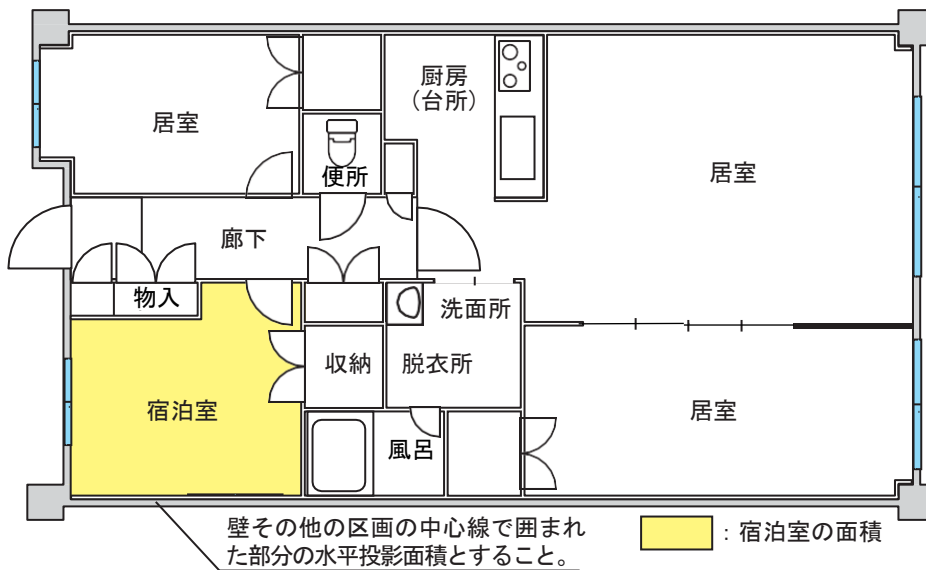 厨房
（台所）
居室
便所
居室
廊下
物入
洗面所
収納
脱衣所
宿泊室
居室
風呂
壁その他の区画の中心線で囲まれ
た部分の水平投影面積とすること。
：宿泊室の面積